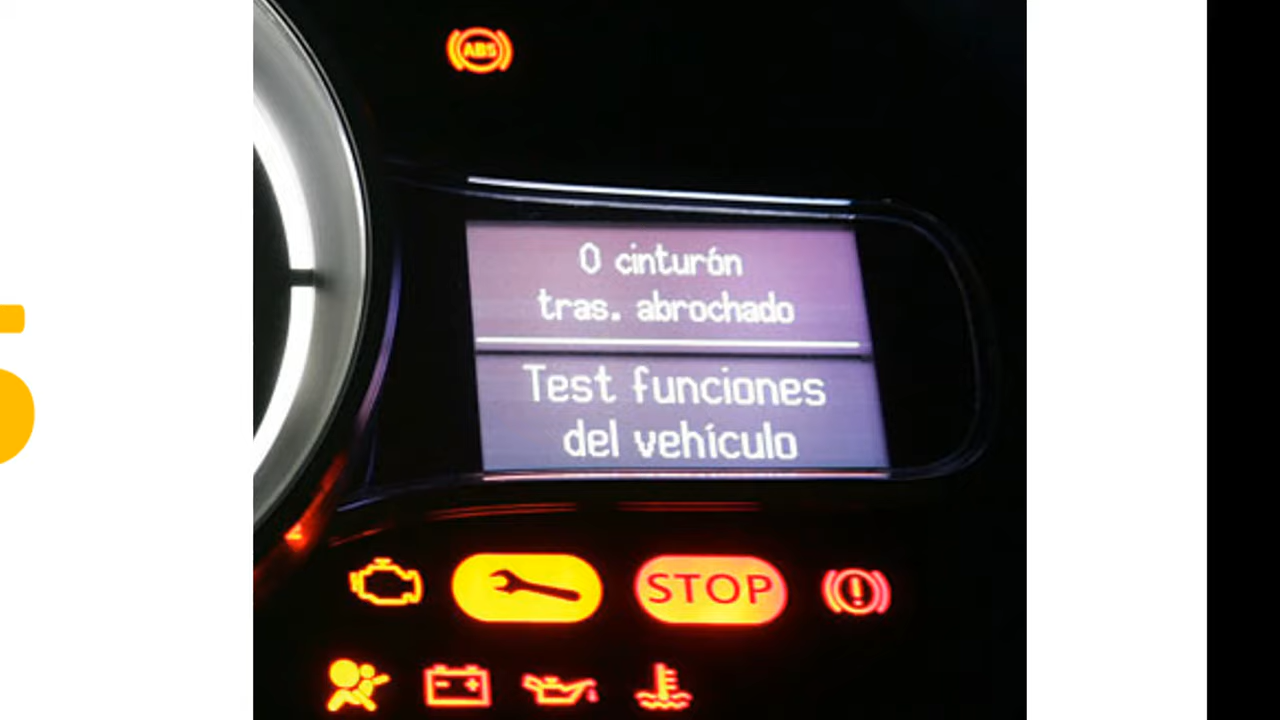 ABS
0 cinturón
tras. abrochado
Test funciones
del vehículo
STOP